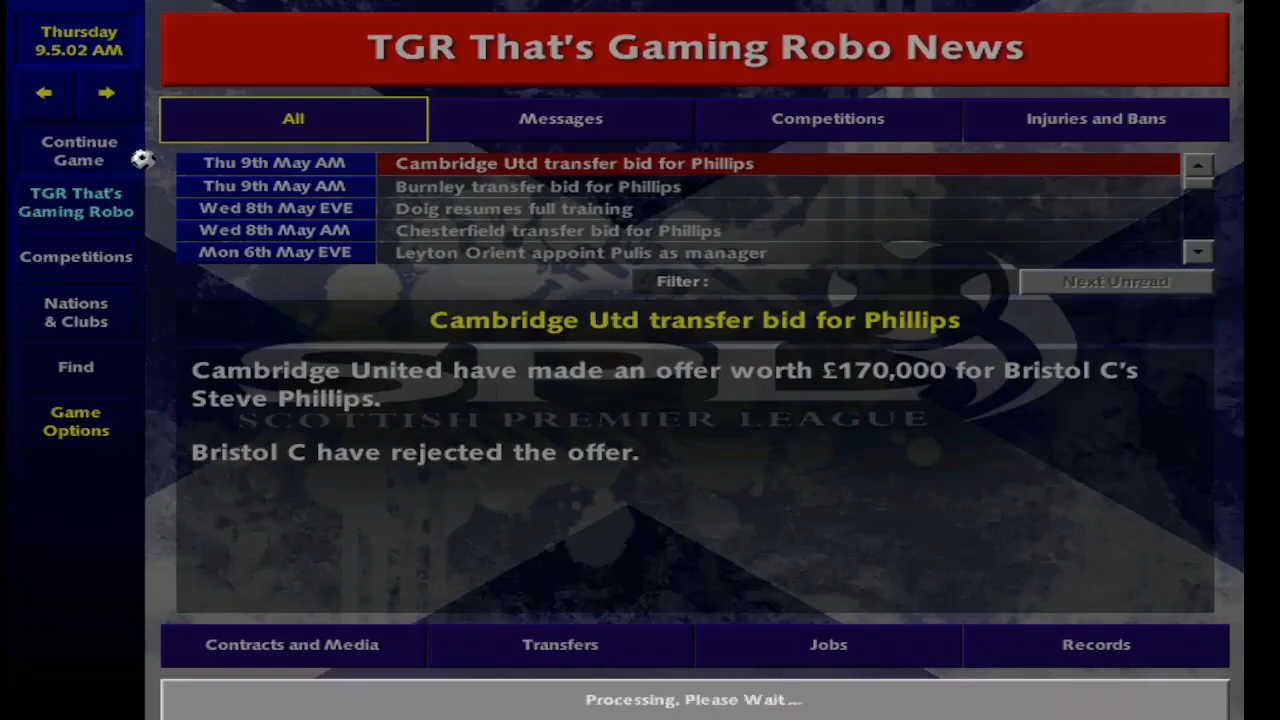 Thursday
9.5.02 AM
TGR That's Gaming Robo News
All
Messages
Competitions
Injuries and Bans
Continue
Game
TGR That's
Gaming Robo
Competitions
Nations
& Clubs
Find
Game
Options
Thu 9th May AM Cambridge Utd transfer bid for Phillips
Thu 9th May AM Burnley transfer bid for Phillips
Wed 8th May EVE Doig resumes full training
Wed 8th May AM Chesterfield transfer bid for Phillips
Mon 6th May EVE Leyton Orient appoint Pulis as manager
Filter :
Next Unread
Cambridge Utd transfer bid for Phillips
Cambridge United have made an offer worth £170,000 for Bristol C's
Steve Phillips.
SPL
SCOTTISH PREMIER LEAGUE
Bristol C have rejected the offer.
Contracts and Media
Transfers
Jobs
Records
Processing, Please Wait...